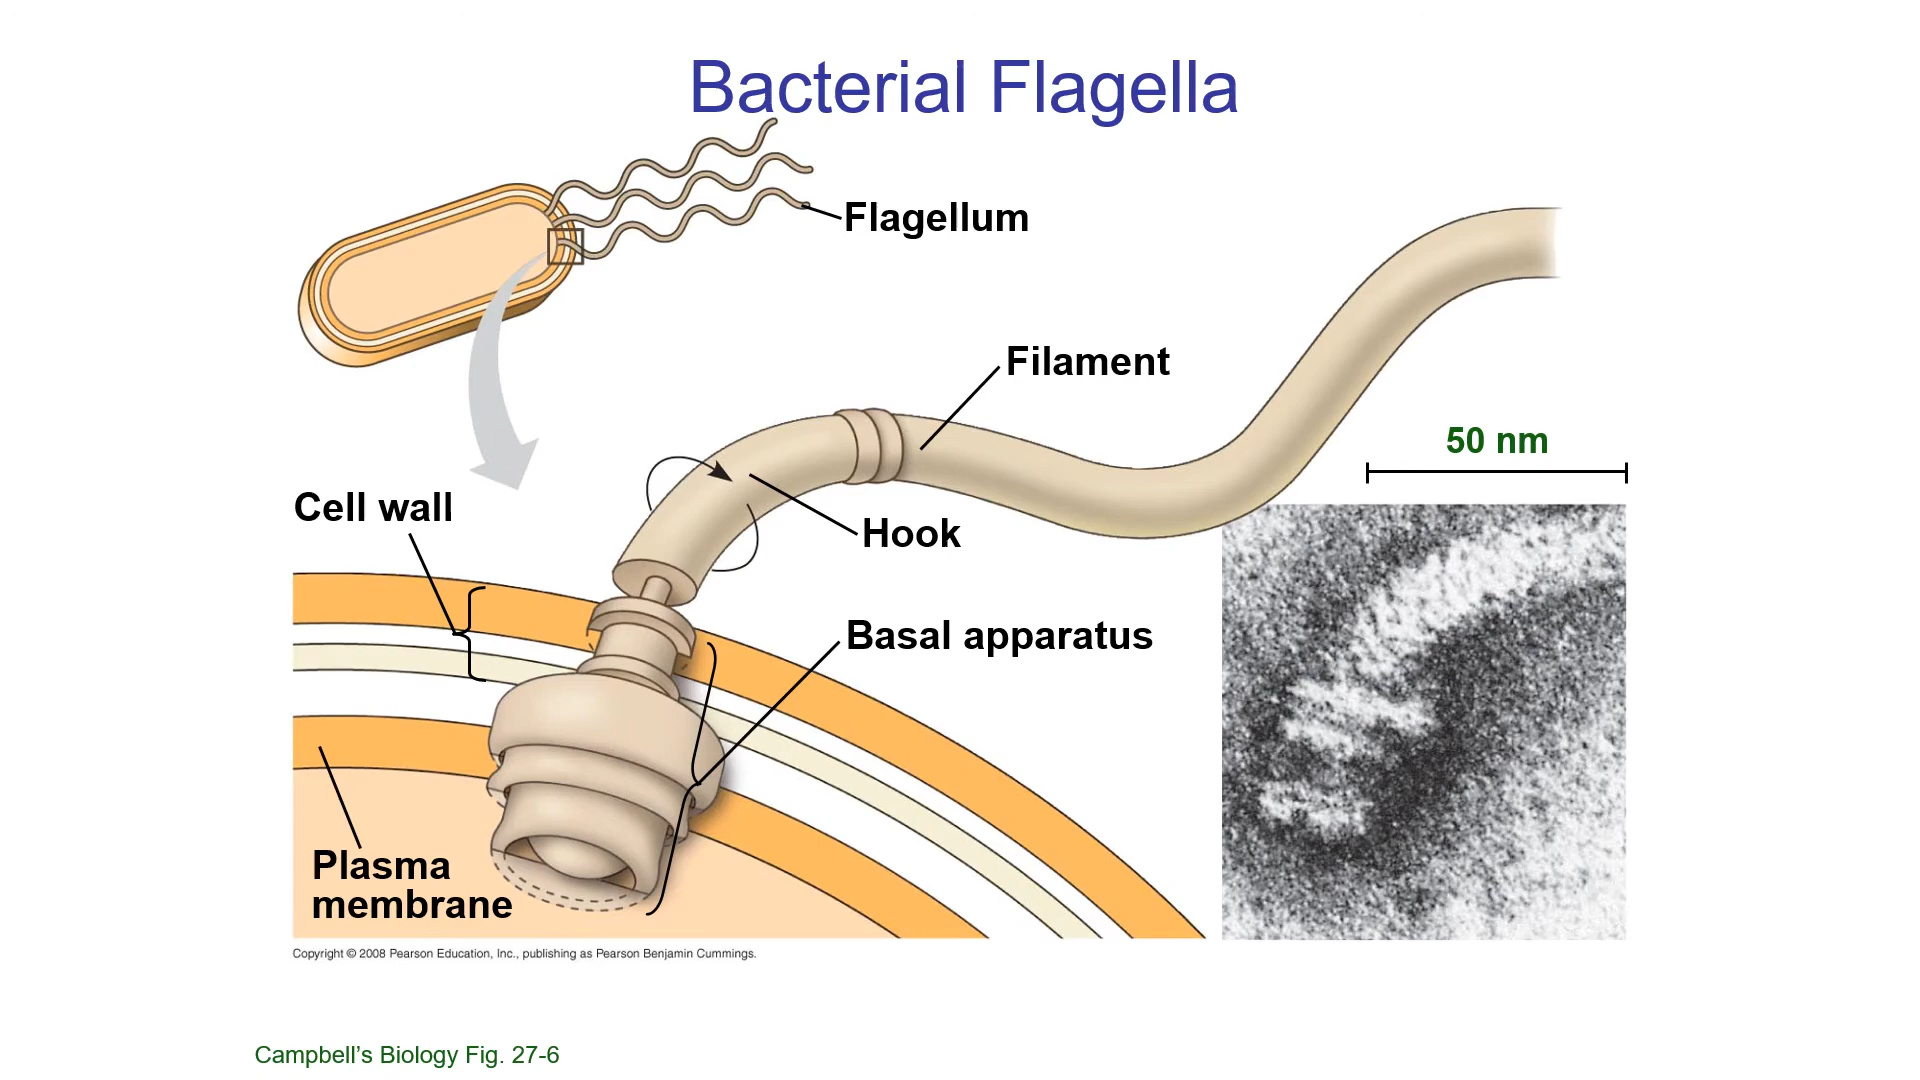 Bacterial Flagella
Flagellum
Filament
50 nm
Cell wall
Hook
Basal apparatus
Plasma
membrane
Copyright © 2008 Pearson Education, Inc., publishing as Pearson Benjamin Cummings.
Campbell’s Biology Fig. 27-6